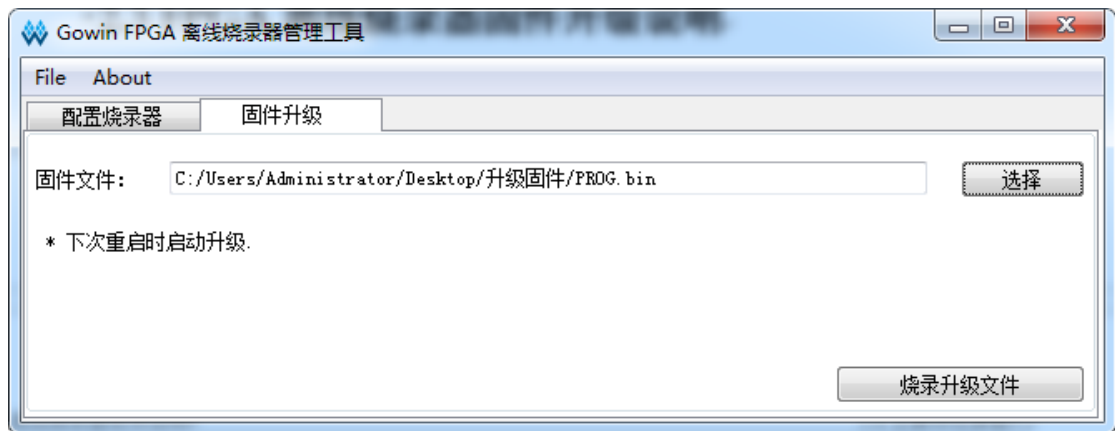 Gowin FPGA 离线烧录器管理工具
File About
配置烧录器 固件升级
固件文件: C:/Users/Administrator/Desktop/升级固件/PROG.bin 选择
* 下次重启时启动升级.
烧录升级文件